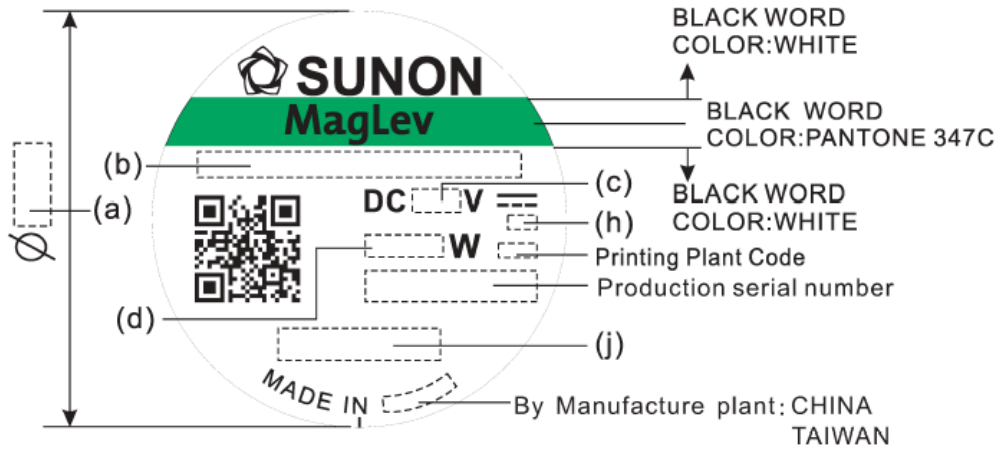 BLACK WORD
COLOR:WHITE
SUNON
MagLev
BLACK WORD
COLOR:PANTONE 347C
(b)
(c)
DC V
BLACK WORD
COLOR:WHITE
(a)
(h)
Ø
W
Printing Plant Code
Production serial number
(d)
(j)
MADE IN
By Manufacture plant: CHINA
TAIWAN